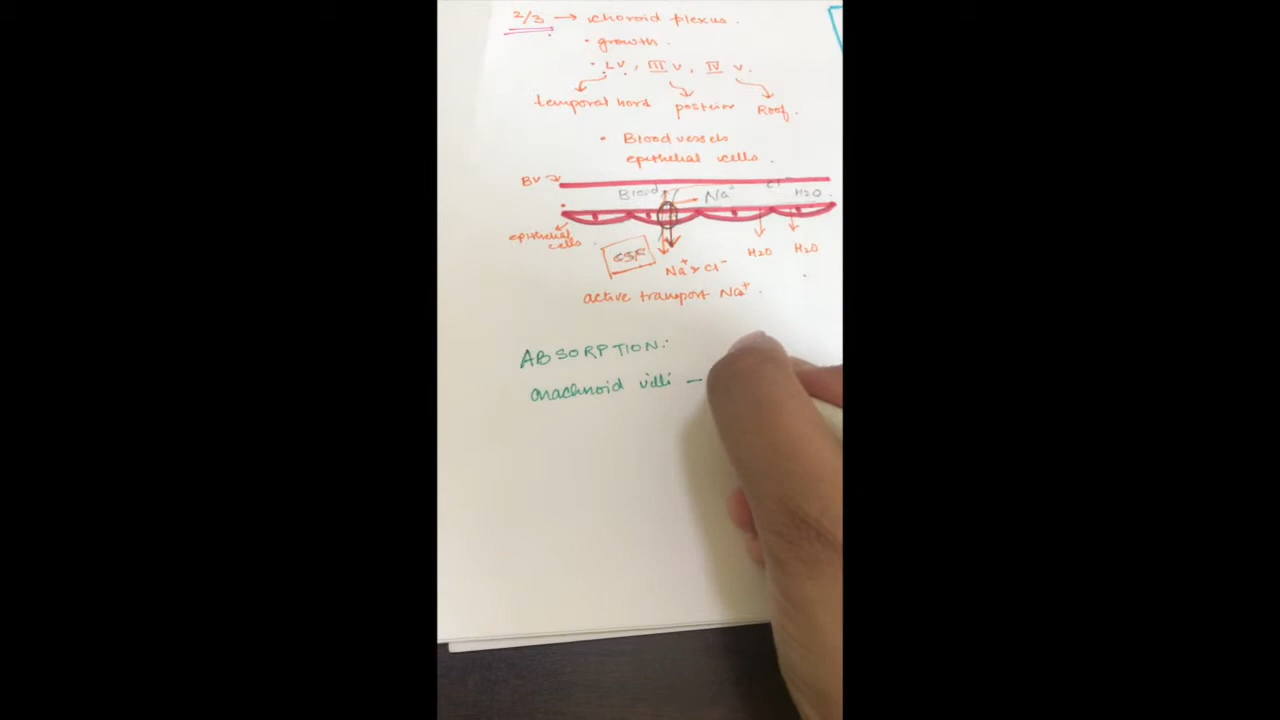 2/3 → choroid plexus.
• growth.
• LV, III V, IV V.
temporal horn posterior Roof.
• Blood vessels
epithelial cells.
BV
Blood Na+ Cl- H2O
epithelial
cells
CSF
H2O H2O
Na+ & Cl-
active transport Na+.
ABSORPTION:
arachnoid villi –